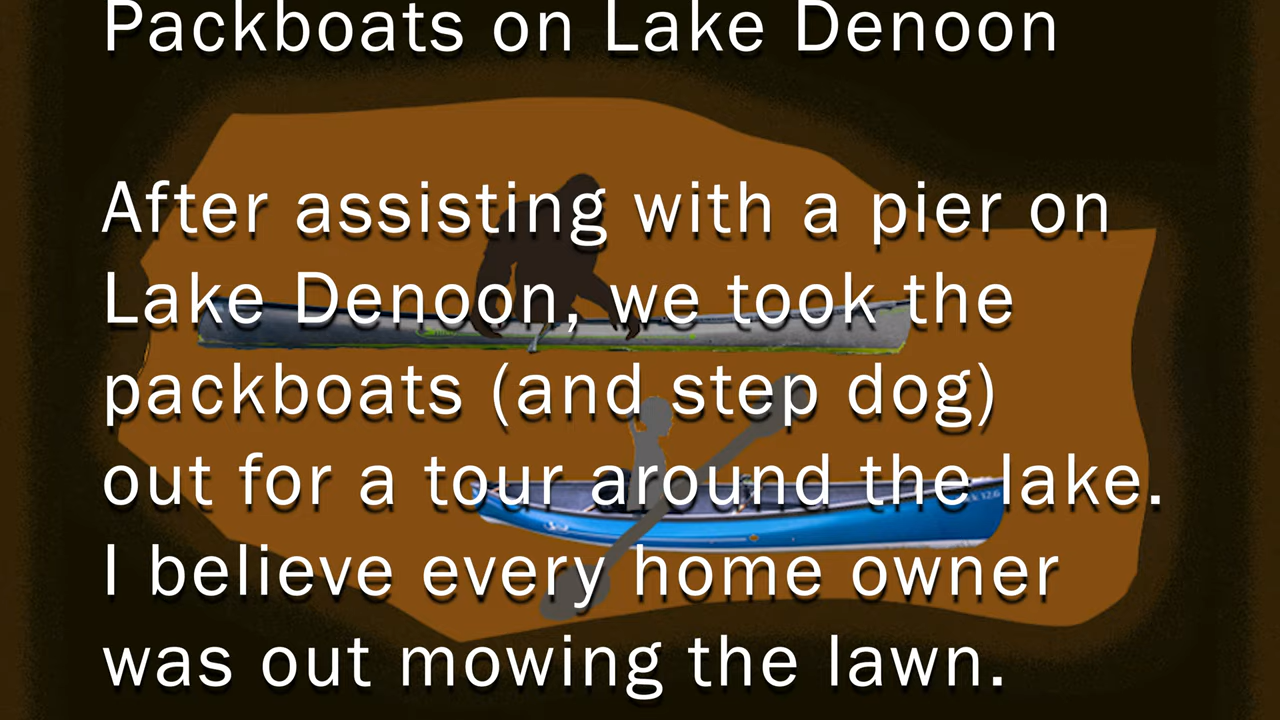 Packboats on Lake Denoon
After assisting with a pier on
Lake Denoon, we took the
packboats (and step dog)
out for a tour around the lake.
I believe every home owner
was out mowing the lawn.